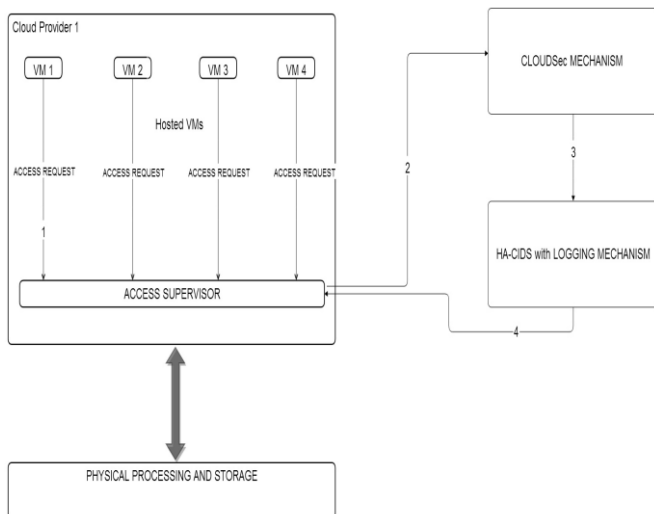 Cloud Provider 1
VM 1
VM 2
VM 3
VM 4
Hosted VMs
ACCESS REQUEST
ACCESS REQUEST
ACCESS REQUEST
ACCESS REQUEST
1
ACCESS SUPERVISOR
2
CLOUDSec MECHANISM
3
HA-CIDS with LOGGING MECHANISM
4
PHYSICAL PROCESSING AND STORAGE